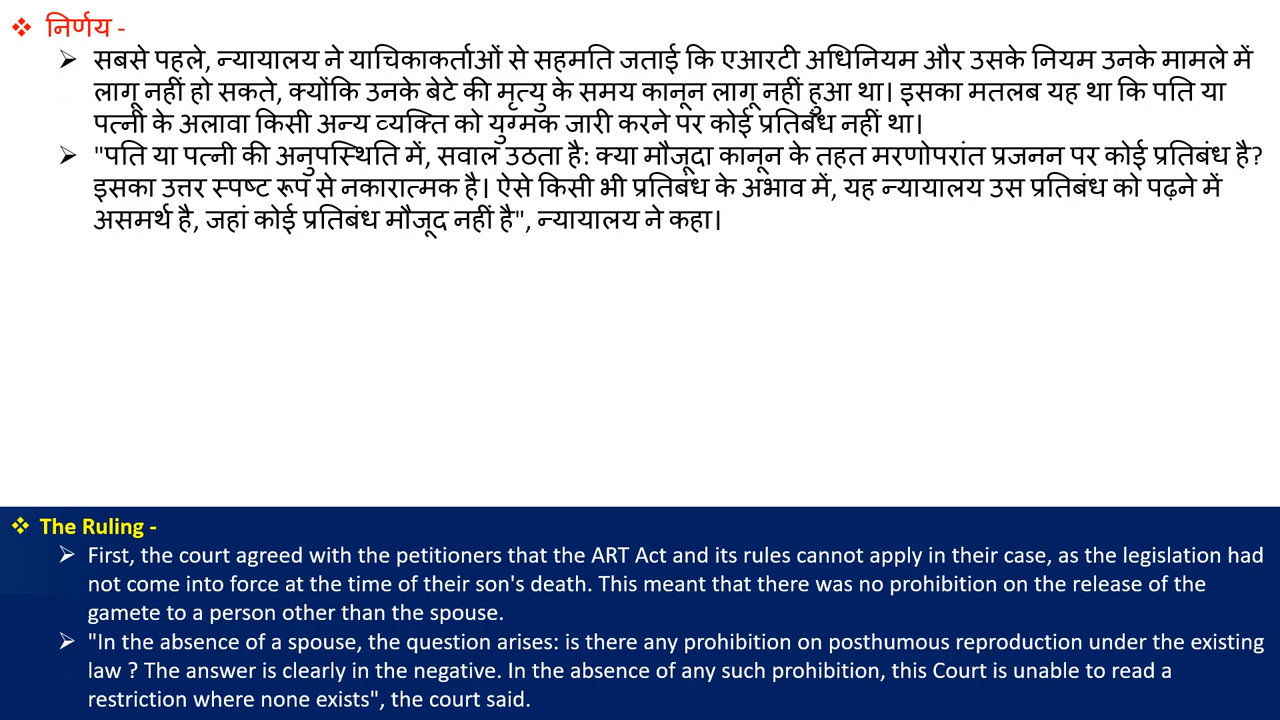 ❖ निर्णय -
➤ सबसे पहले, न्यायालय ने याचिकाकर्ताओं से सहमति जताई कि एआरटी अधिनियम और उसके नियम उनके मामले में
लागू नहीं हो सकते, क्योंकि उनके बेटे की मृत्यु के समय कानून लागू नहीं हुआ था। इसका मतलब यह था कि पति या
पत्नी के अलावा किसी अन्य व्यक्ति को युग्मक जारी करने पर कोई प्रतिबंध नहीं था।
➤ "पति या पत्नी की अनुपस्थिति में, सवाल उठता है: क्या मौजूदा कानून के तहत मरणोपरांत प्रजनन पर कोई प्रतिबंध है?
इसका उत्तर स्पष्ट रूप से नकारात्मक है। ऐसे किसी भी प्रतिबंध के अभाव में, यह न्यायालय उस प्रतिबंध को पढ़ने में
असमर्थ है, जहां कोई प्रतिबंध मौजूद नहीं है", न्यायालय ने कहा।
❖ The Ruling -
➤ First, the court agreed with the petitioners that the ART Act and its rules cannot apply in their case, as the legislation had
not come into force at the time of their son's death. This meant that there was no prohibition on the release of the
gamete to a person other than the spouse.
➤ "In the absence of a spouse, the question arises: is there any prohibition on posthumous reproduction under the existing
law ? The answer is clearly in the negative. In the absence of any such prohibition, this Court is unable to read a
restriction where none exists", the court said.